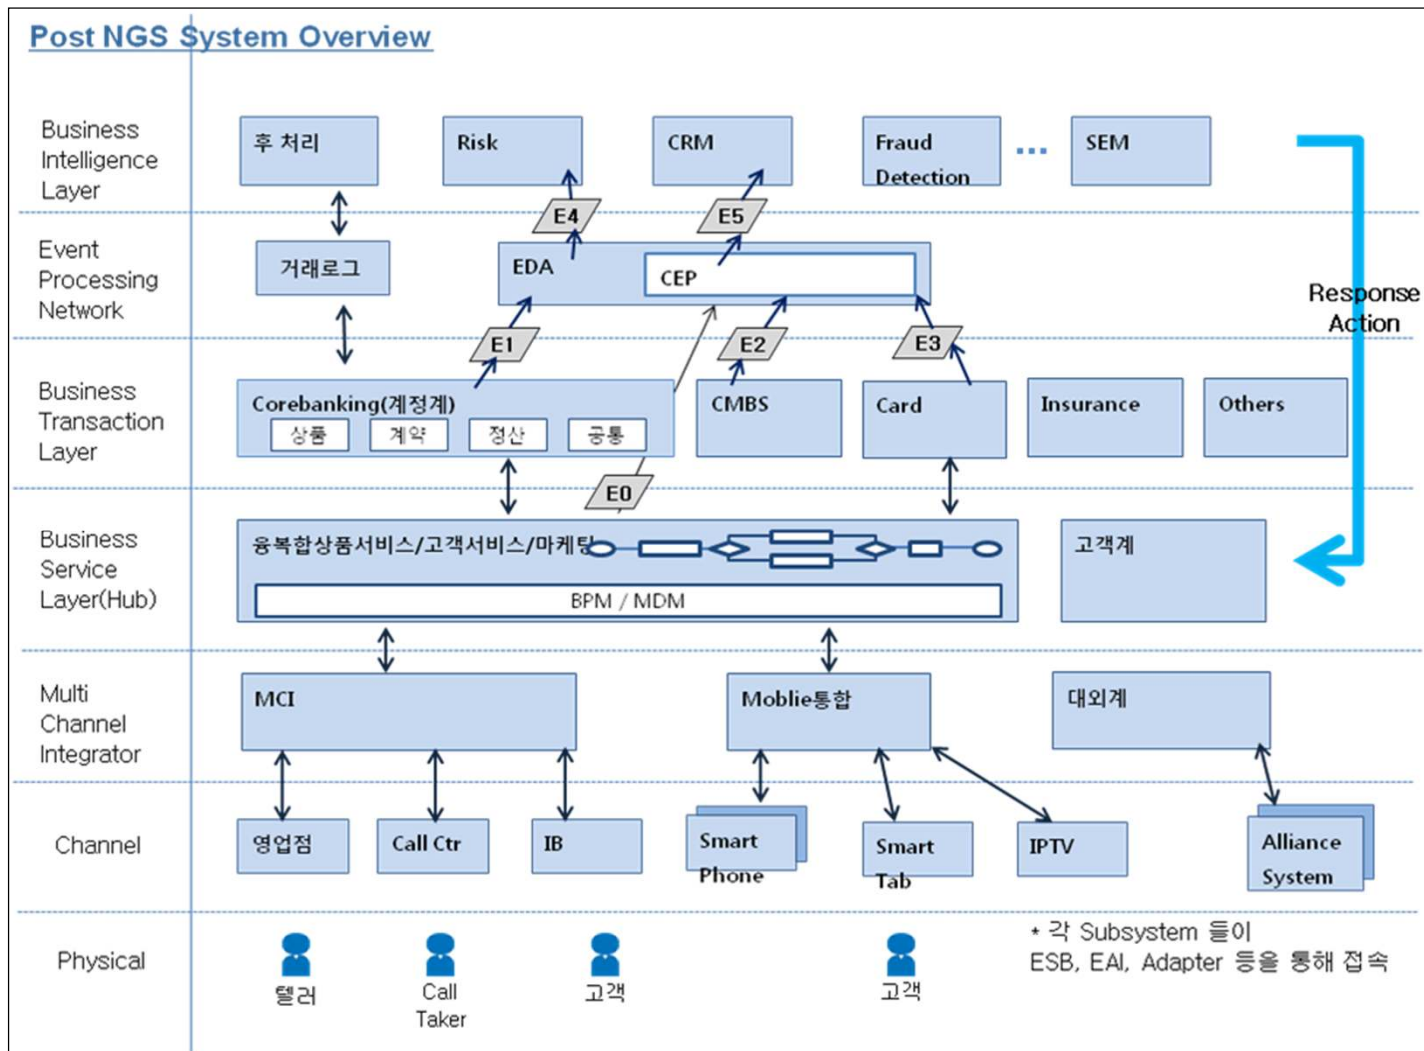 Post NGS System Overview
Business
Intelligence
Layer
후 처리
Risk
CRM
Fraud
Detection
...
SEM
E4
E5
Event
Processing
Network
거래로그
EDA
CEP
Response
Action
E1
E2
E3
Business
Transaction
Layer
Corebanking(계정계)
상품
계약
정산
공통
CMBS
Card
Insurance
Others
E0
Business
Service
Layer(Hub)
융복합상품서비스/고객서비스/마케팅
BPM / MDM
고객계
Multi
Channel
Integrator
MCI
Moblie통합
대외계
Channel
영업점
Call Ctr
IB
Smart
Phone
Smart
Tab
IPTV
Alliance
System
Physical
텔러
Call
Taker
고객
고객
* 각 Subsystem 들이
ESB, EAI, Adapter 등을 통해 접속